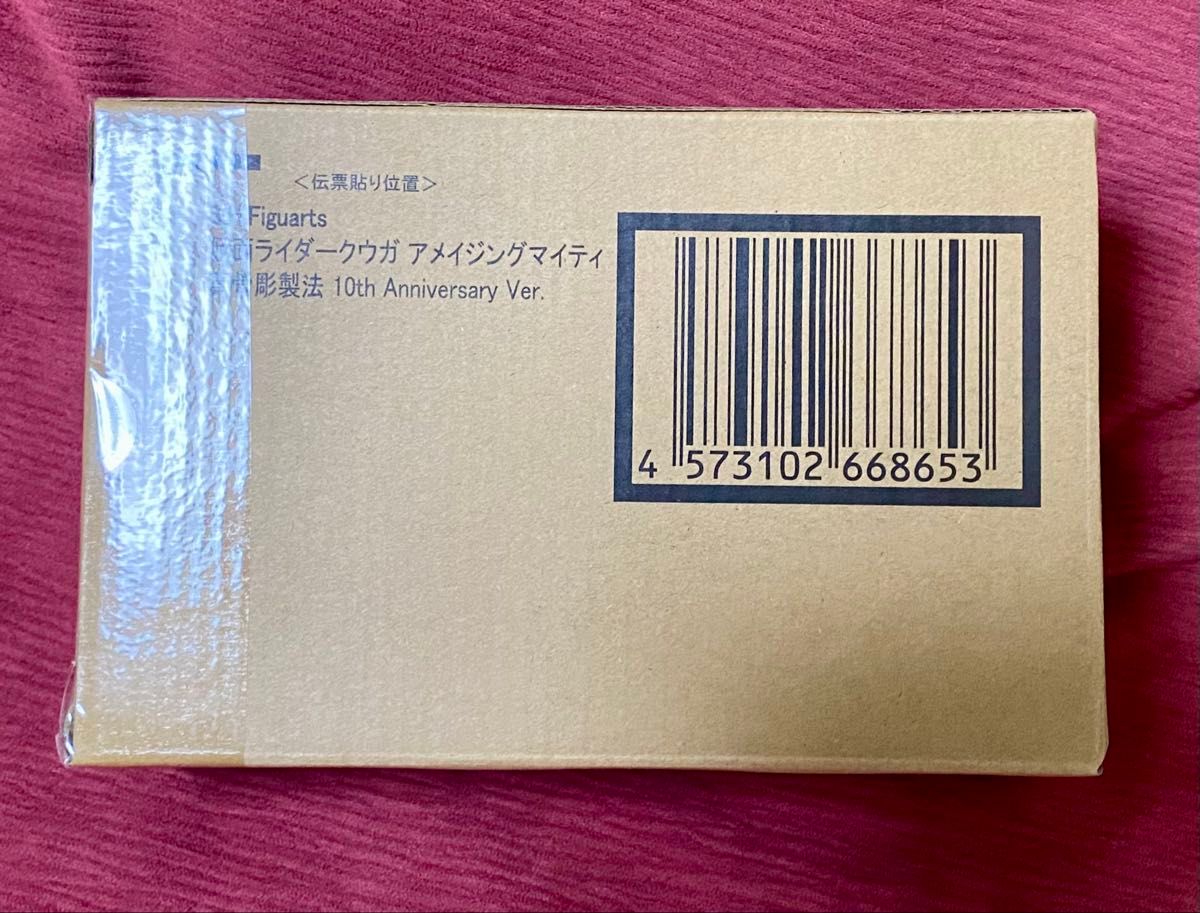 ＜伝票貼り位置＞
Figuarts
ライダークウガ アメイジングマイティ
彫製法 10th Anniversary Ver.
4 573102 668653